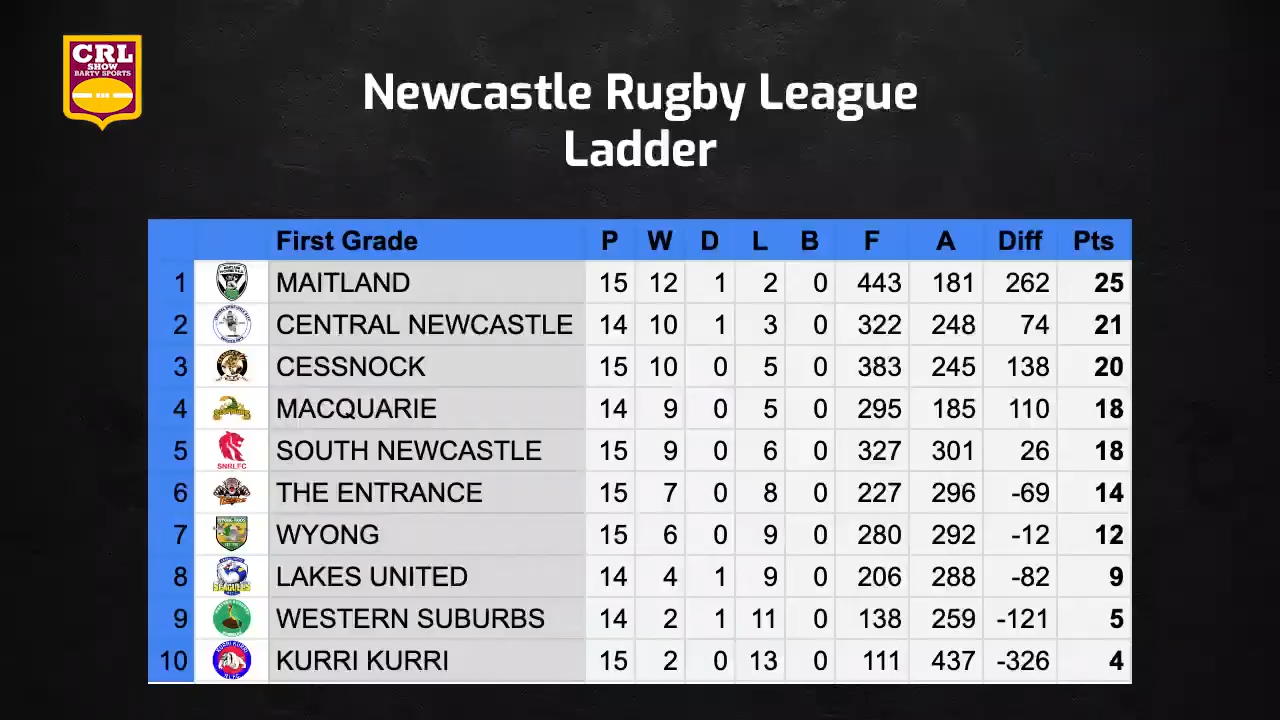 CRL
SHOW
BARTV SPORTS
Newcastle Rugby League
Ladder
First Grade P W D L B F A Diff Pts
1 MAITLAND 15 12 1 2 0 443 181 262 25
2 CENTRAL NEWCASTLE 14 10 1 3 0 322 248 74 21
3 CESSNOCK 15 10 0 5 0 383 245 138 20
4 MACQUARIE 14 9 0 5 0 295 185 110 18
5 SNRLFC SOUTH NEWCASTLE 15 9 0 6 0 327 301 26 18
6 THE ENTRANCE 15 7 0 8 0 227 296 -69 14
7 WYONG 15 6 0 9 0 280 292 -12 12
8 LAKES UNITED 14 4 1 9 0 206 288 -82 9
9 WESTERN SUBURBS 14 2 1 11 0 138 259 -121 5
10 KURRI KURRI KURRI KURRI 15 2 0 13 0 111 437 -326 4